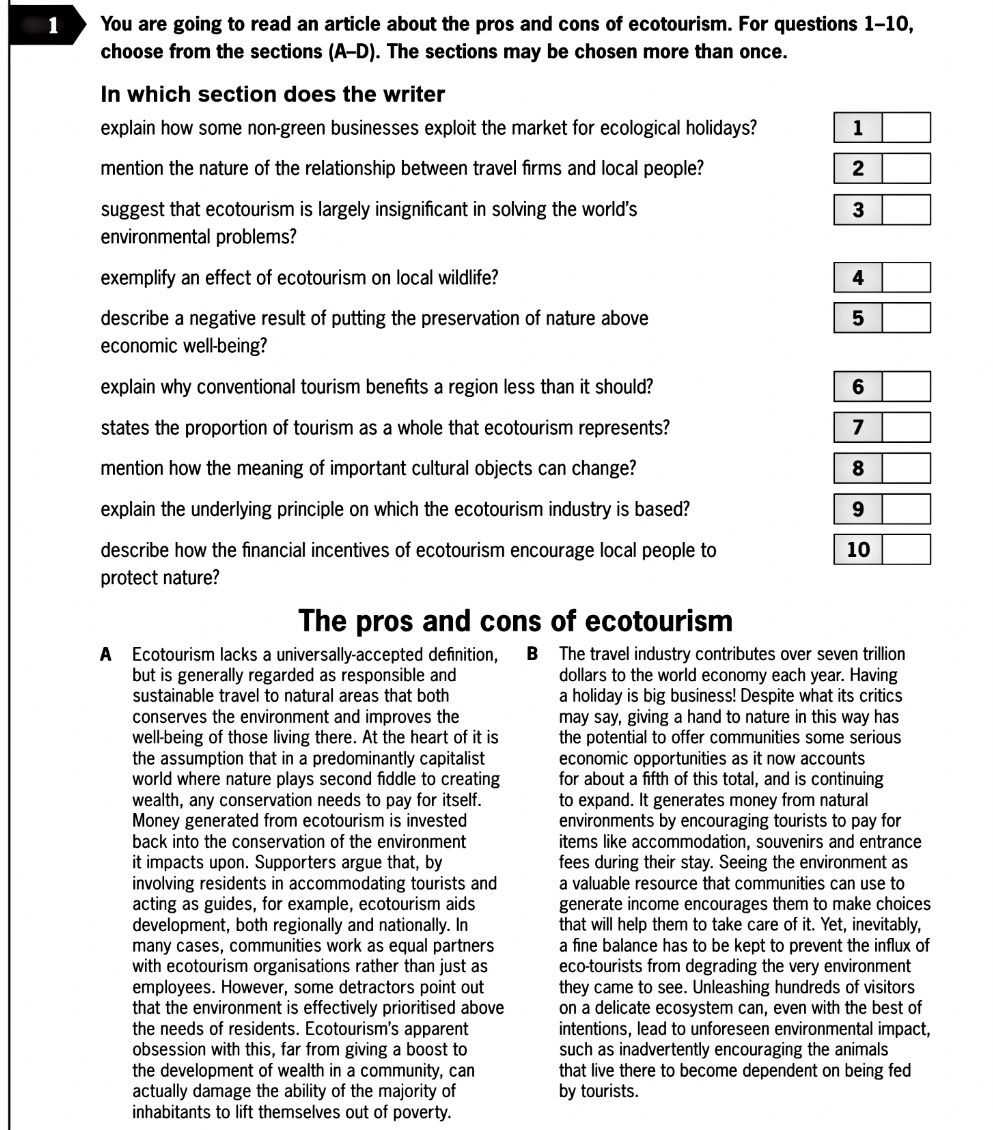 1
You are going to read an article about the pros and cons of ecotourism. For questions 1–10,
choose from the sections (A–D). The sections may be chosen more than once.
In which section does the writer
explain how some non-green businesses exploit the market for ecological holidays?
1
mention the nature of the relationship between travel firms and local people?
2
suggest that ecotourism is largely insignificant in solving the world's
environmental problems?
3
exemplify an effect of ecotourism on local wildlife?
4
describe a negative result of putting the preservation of nature above
economic well-being?
5
explain why conventional tourism benefits a region less than it should?
6
states the proportion of tourism as a whole that ecotourism represents?
7
mention how the meaning of important cultural objects can change?
8
explain the underlying principle on which the ecotourism industry is based?
9
describe how the financial incentives of ecotourism encourage local people to
protect nature?
10
The pros and cons of ecotourism
A
Ecotourism lacks a universally-accepted definition,
but is generally regarded as responsible and
sustainable travel to natural areas that both
conserves the environment and improves the
well-being of those living there. At the heart of it is
the assumption that in a predominantly capitalist
world where nature plays second fiddle to creating
wealth, any conservation needs to pay for itself.
Money generated from ecotourism is invested
back into the conservation of the environment
it impacts upon. Supporters argue that, by
involving residents in accommodating tourists and
acting as guides, for example, ecotourism aids
development, both regionally and nationally. In
many cases, communities work as equal partners
with ecotourism organisations rather than just as
employees. However, some detractors point out
that the environment is effectively prioritised above
the needs of residents. Ecotourism's apparent
obsession with this, far from giving a boost to
the development of wealth in a community, can
actually damage the ability of the majority of
inhabitants to lift themselves out of poverty.
B
The travel industry contributes over seven trillion
dollars to the world economy each year. Having
a holiday is big business! Despite what its critics
may say, giving a hand to nature in this way has
the potential to offer communities some serious
economic opportunities as it now accounts
for about a fifth of this total, and is continuing
to expand. It generates money from natural
environments by encouraging tourists to pay for
items like accommodation, souvenirs and entrance
fees during their stay. Seeing the environment as
a valuable resource that communities can use to
generate income encourages them to make choices
that will help them to take care of it. Yet, inevitably,
a fine balance has to be kept to prevent the influx of
eco-tourists from degrading the very environment
they came to see. Unleashing hundreds of visitors
on a delicate ecosystem can, even with the best of
intentions, lead to unforeseen environmental impact,
such as inadvertently encouraging the animals
that live there to become dependent on being fed
by tourists.